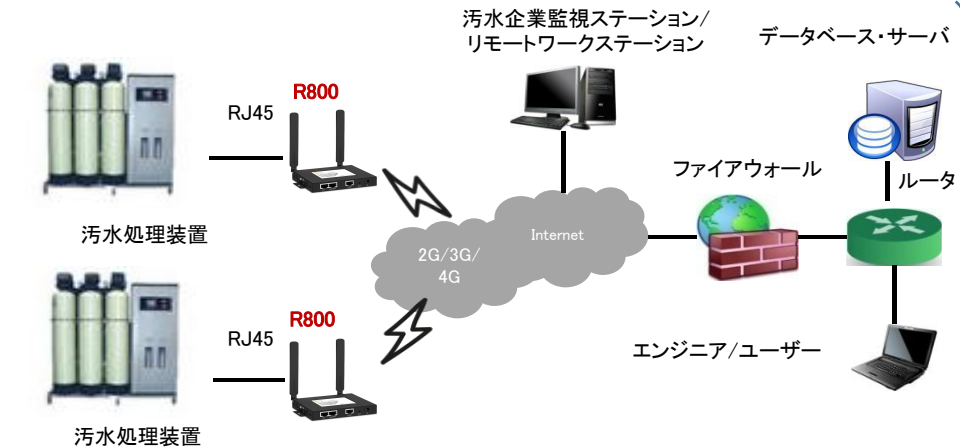 汚水企業監視ステーション/
リモートワークステーション
データベース・サーバ
R800
RJ45
ファイアウォール
ルータ
汚水処理装置
Internet
2G/3G/
4G
R800
RJ45
エンジニア/ユーザー
汚水処理装置